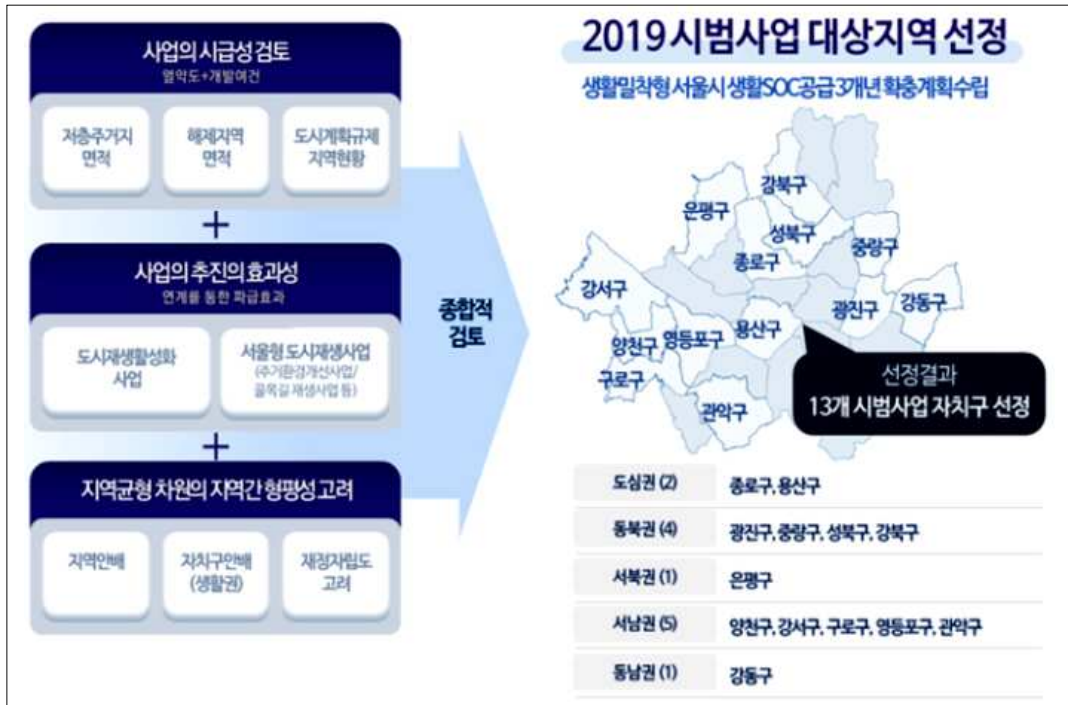 사업의 시급성 검토
열악도+개발여건
저층주거지
면적
해제지역
면적
도시계획규제
지역현황
+
사업의 추진의 효과성
연계를 통한 파급효과
도시재생활성화
사업
서울형 도시재생사업
(주거환경개선사업/
골목길 재생사업 등)
+
지역균형 차원의 지역간 형평성 고려
지역안배
자치구안배
(생활권)
재정자립도
고려
종합적
검토
2019 시범사업 대상지역 선정
생활밀착형 서울시 생활SOC공급 3개년 확충계획수립
강북구
은평구
성북구
중랑구
종로구
강서구
광진구
강동구
용산구
양천구
영등포구
구로구
관악구
선정결과
13개 시범사업 자치구 선정
도심권 (2) 종로구, 용산구
동북권 (4) 광진구, 중랑구, 성북구, 강북구
서북권 (1) 은평구
서남권 (5) 양천구, 강서구, 구로구, 영등포구, 관악구
동남권 (1) 강동구